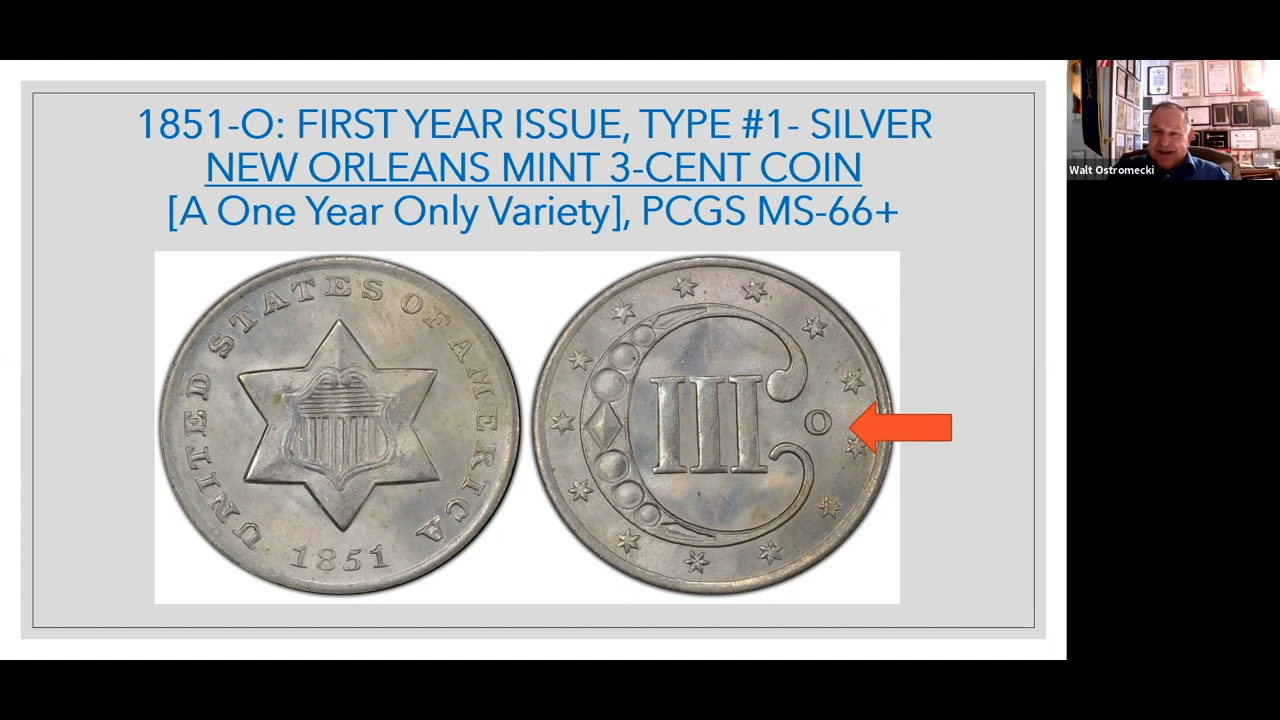 1851-O: FIRST YEAR ISSUE, TYPE #1- SILVER
NEW ORLEANS MINT 3-CENT COIN
[A One Year Only Variety], PCGS MS-66+
UNITED STATES OF AMERICA
1851
III
O
UCLA
Walt Ostromecki